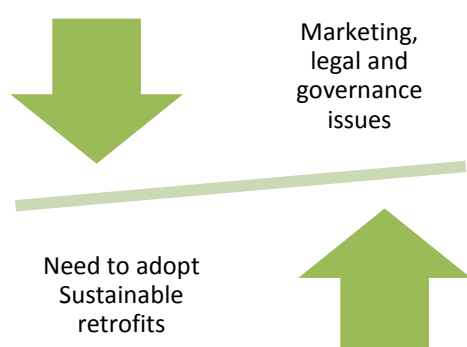 Marketing,
legal and
governance
issues
Need to adopt
Sustainable
retrofits